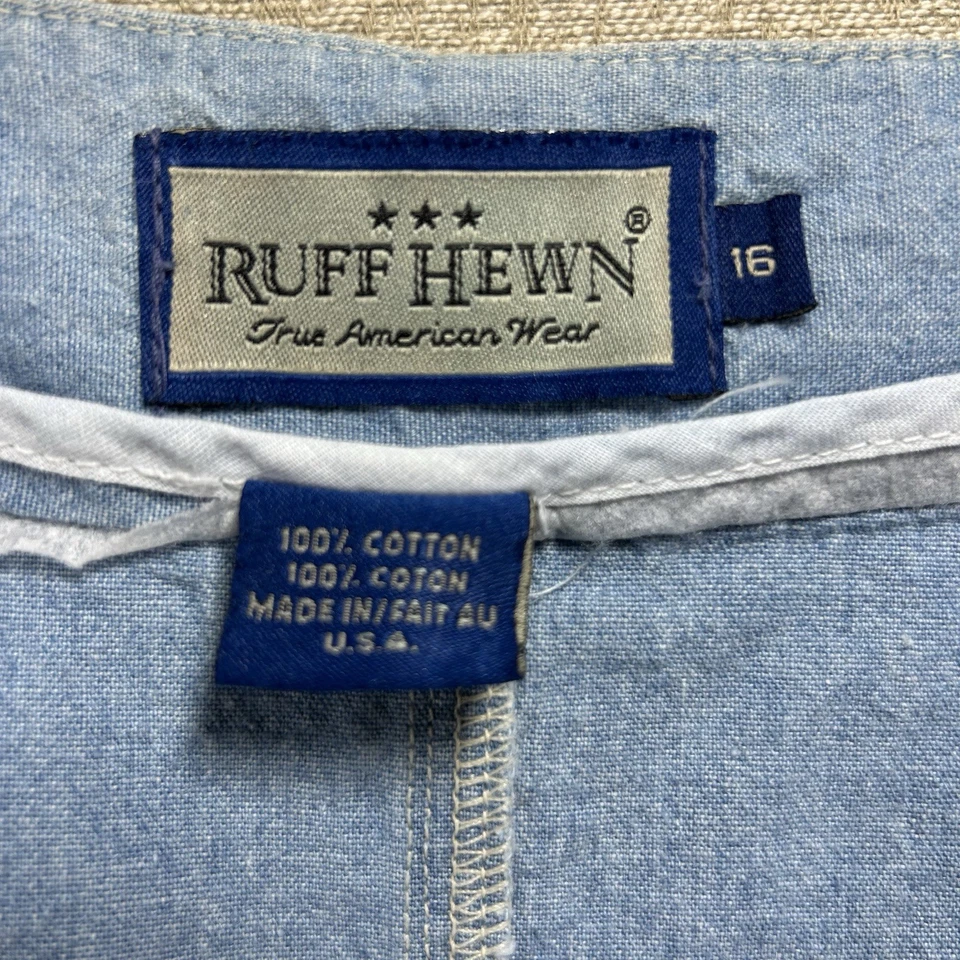 ★★★
RUFF HEWN®
True American Wear
16
100% COTTON
100% COTON
MADE IN/FAIT AU
U.S.A.